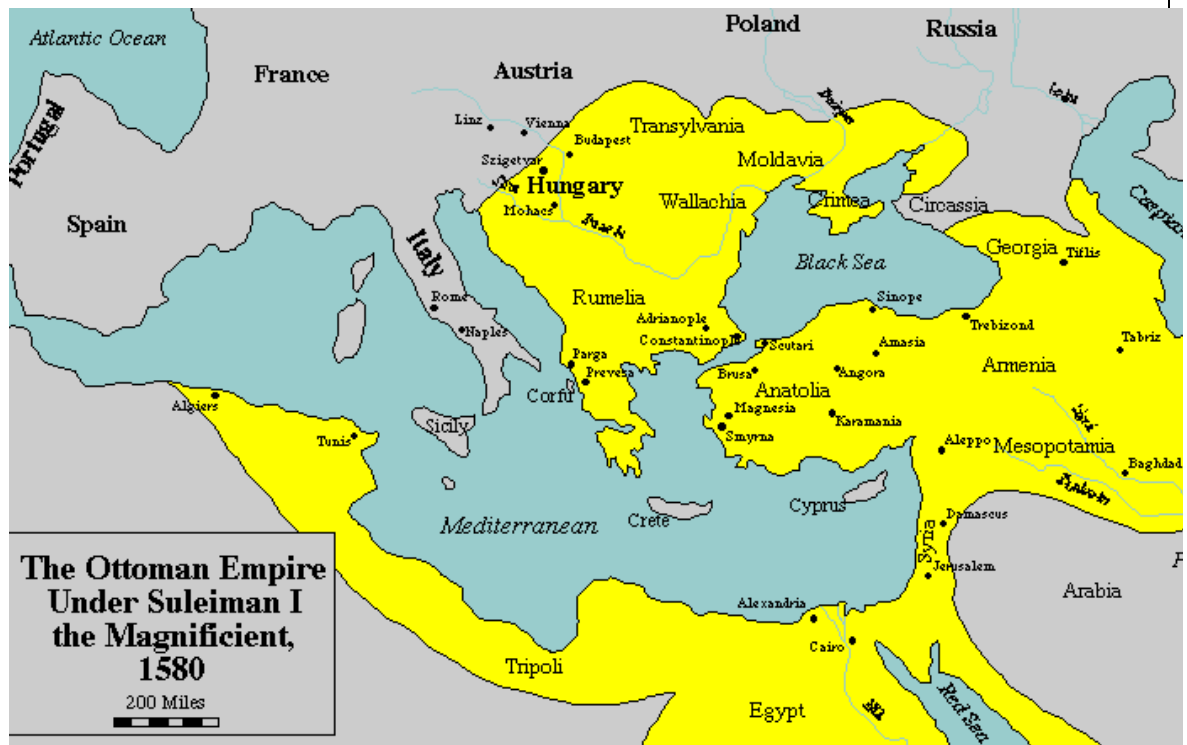 Atlantic Ocean
Poland
Russia
France
Austria
Portugal
Linz
Vienna
Transylvania
Budapest
Szigetvar
Moldavia
Hungary
Wallachia
Crimea
Circassia
Caspian
Mohacs
Spain
Italy
Georgia
Tiflis
Black Sea
Rome
Rumelia
Sinope
Naples
Adrianople
Constantinople
Scutari
Trebizond
Amasia
Tabriz
Parga
Prevesa
Brusa
Angora
Armenia
Corfu
Anatolia
Algiers
Magnesia
Karamania
Sicily
Smyrna
Tunis
Aleppo
Mesopotamia
Baghdad
Mediterranean
Crete
Cyprus
Damascus
Syria
Jerusalem
Arabia
The Ottoman Empire
Under Suleiman I
the Magnificient,
1580
200 Miles
Alexandria
Cairo
Tripoli
Egypt
Red Sea